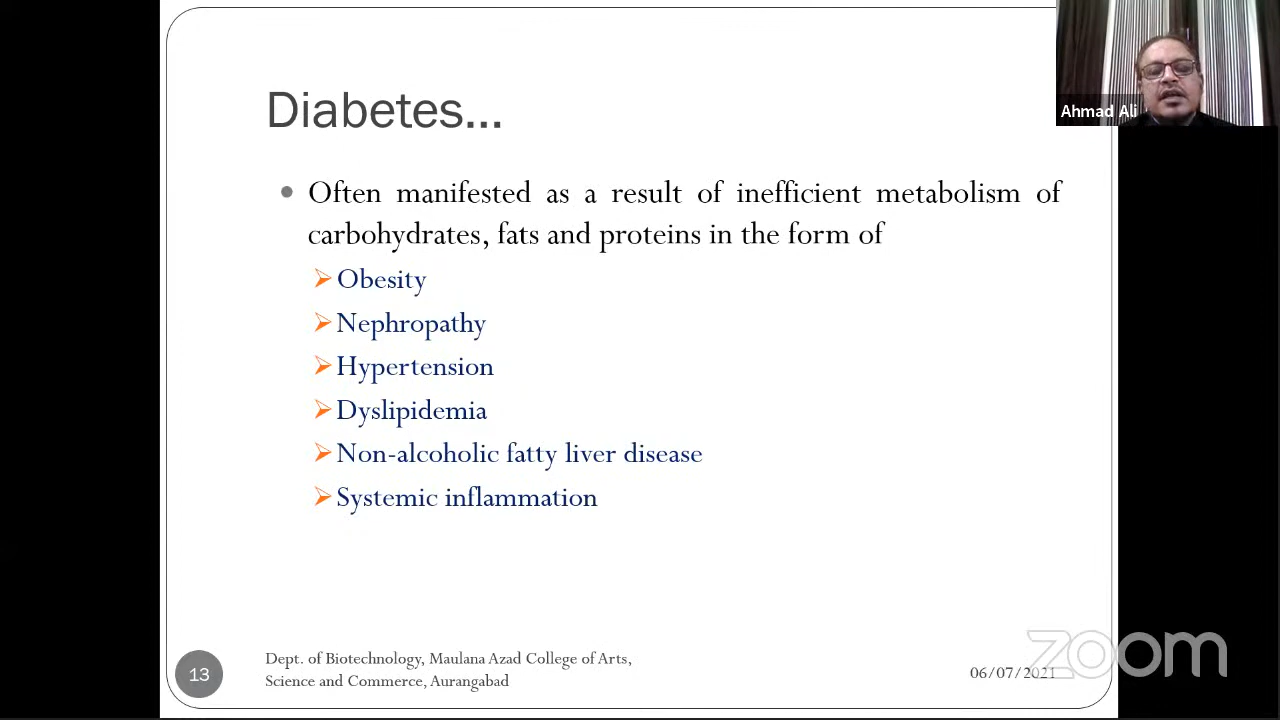 Diabetes...
Ahmad Ali
Often manifested as a result of inefficient metabolism of
carbohydrates, fats and proteins in the form of
Obesity
Nephropathy
Hypertension
Dyslipidemia
Non-alcoholic fatty liver disease
Systemic inflammation
13
Dept. of Biotechnology, Maulana Azad College of Arts,
Science and Commerce, Aurangabad
06/07/2021
zoom